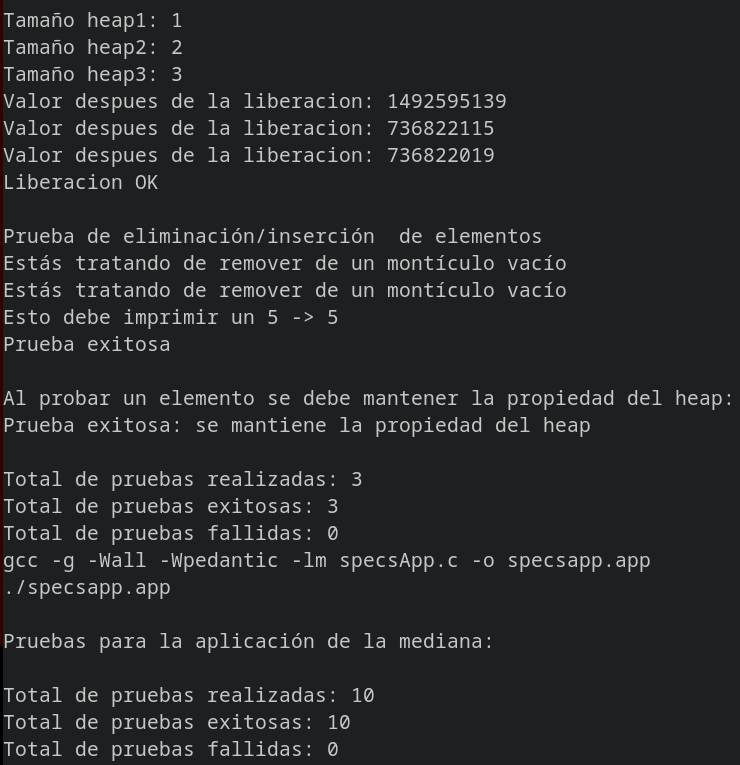 Tamaño heap1: 1
Tamaño heap2: 2
Tamaño heap3: 3
Valor despues de la liberacion: 1492595139
Valor despues de la liberacion: 736822115
Valor despues de la liberacion: 736822019
Liberacion OK
Prueba de eliminación/inserción  de elementos
Estás tratando de remover de un montículo vacío
Estás tratando de remover de un montículo vacío
Esto debe imprimir un 5 -> 5
Prueba exitosa
Al probar un elemento se debe mantener la propiedad del heap:
Prueba exitosa: se mantiene la propiedad del heap
Total de pruebas realizadas: 3
Total de pruebas exitosas: 3
Total de pruebas fallidas: 0
gcc -g -Wall -Wpedantic -lm specsApp.c -o specsapp.app
./specsapp.app
Pruebas para la aplicación de la mediana:
Total de pruebas realizadas: 10
Total de pruebas exitosas: 10
Total de pruebas fallidas: 0